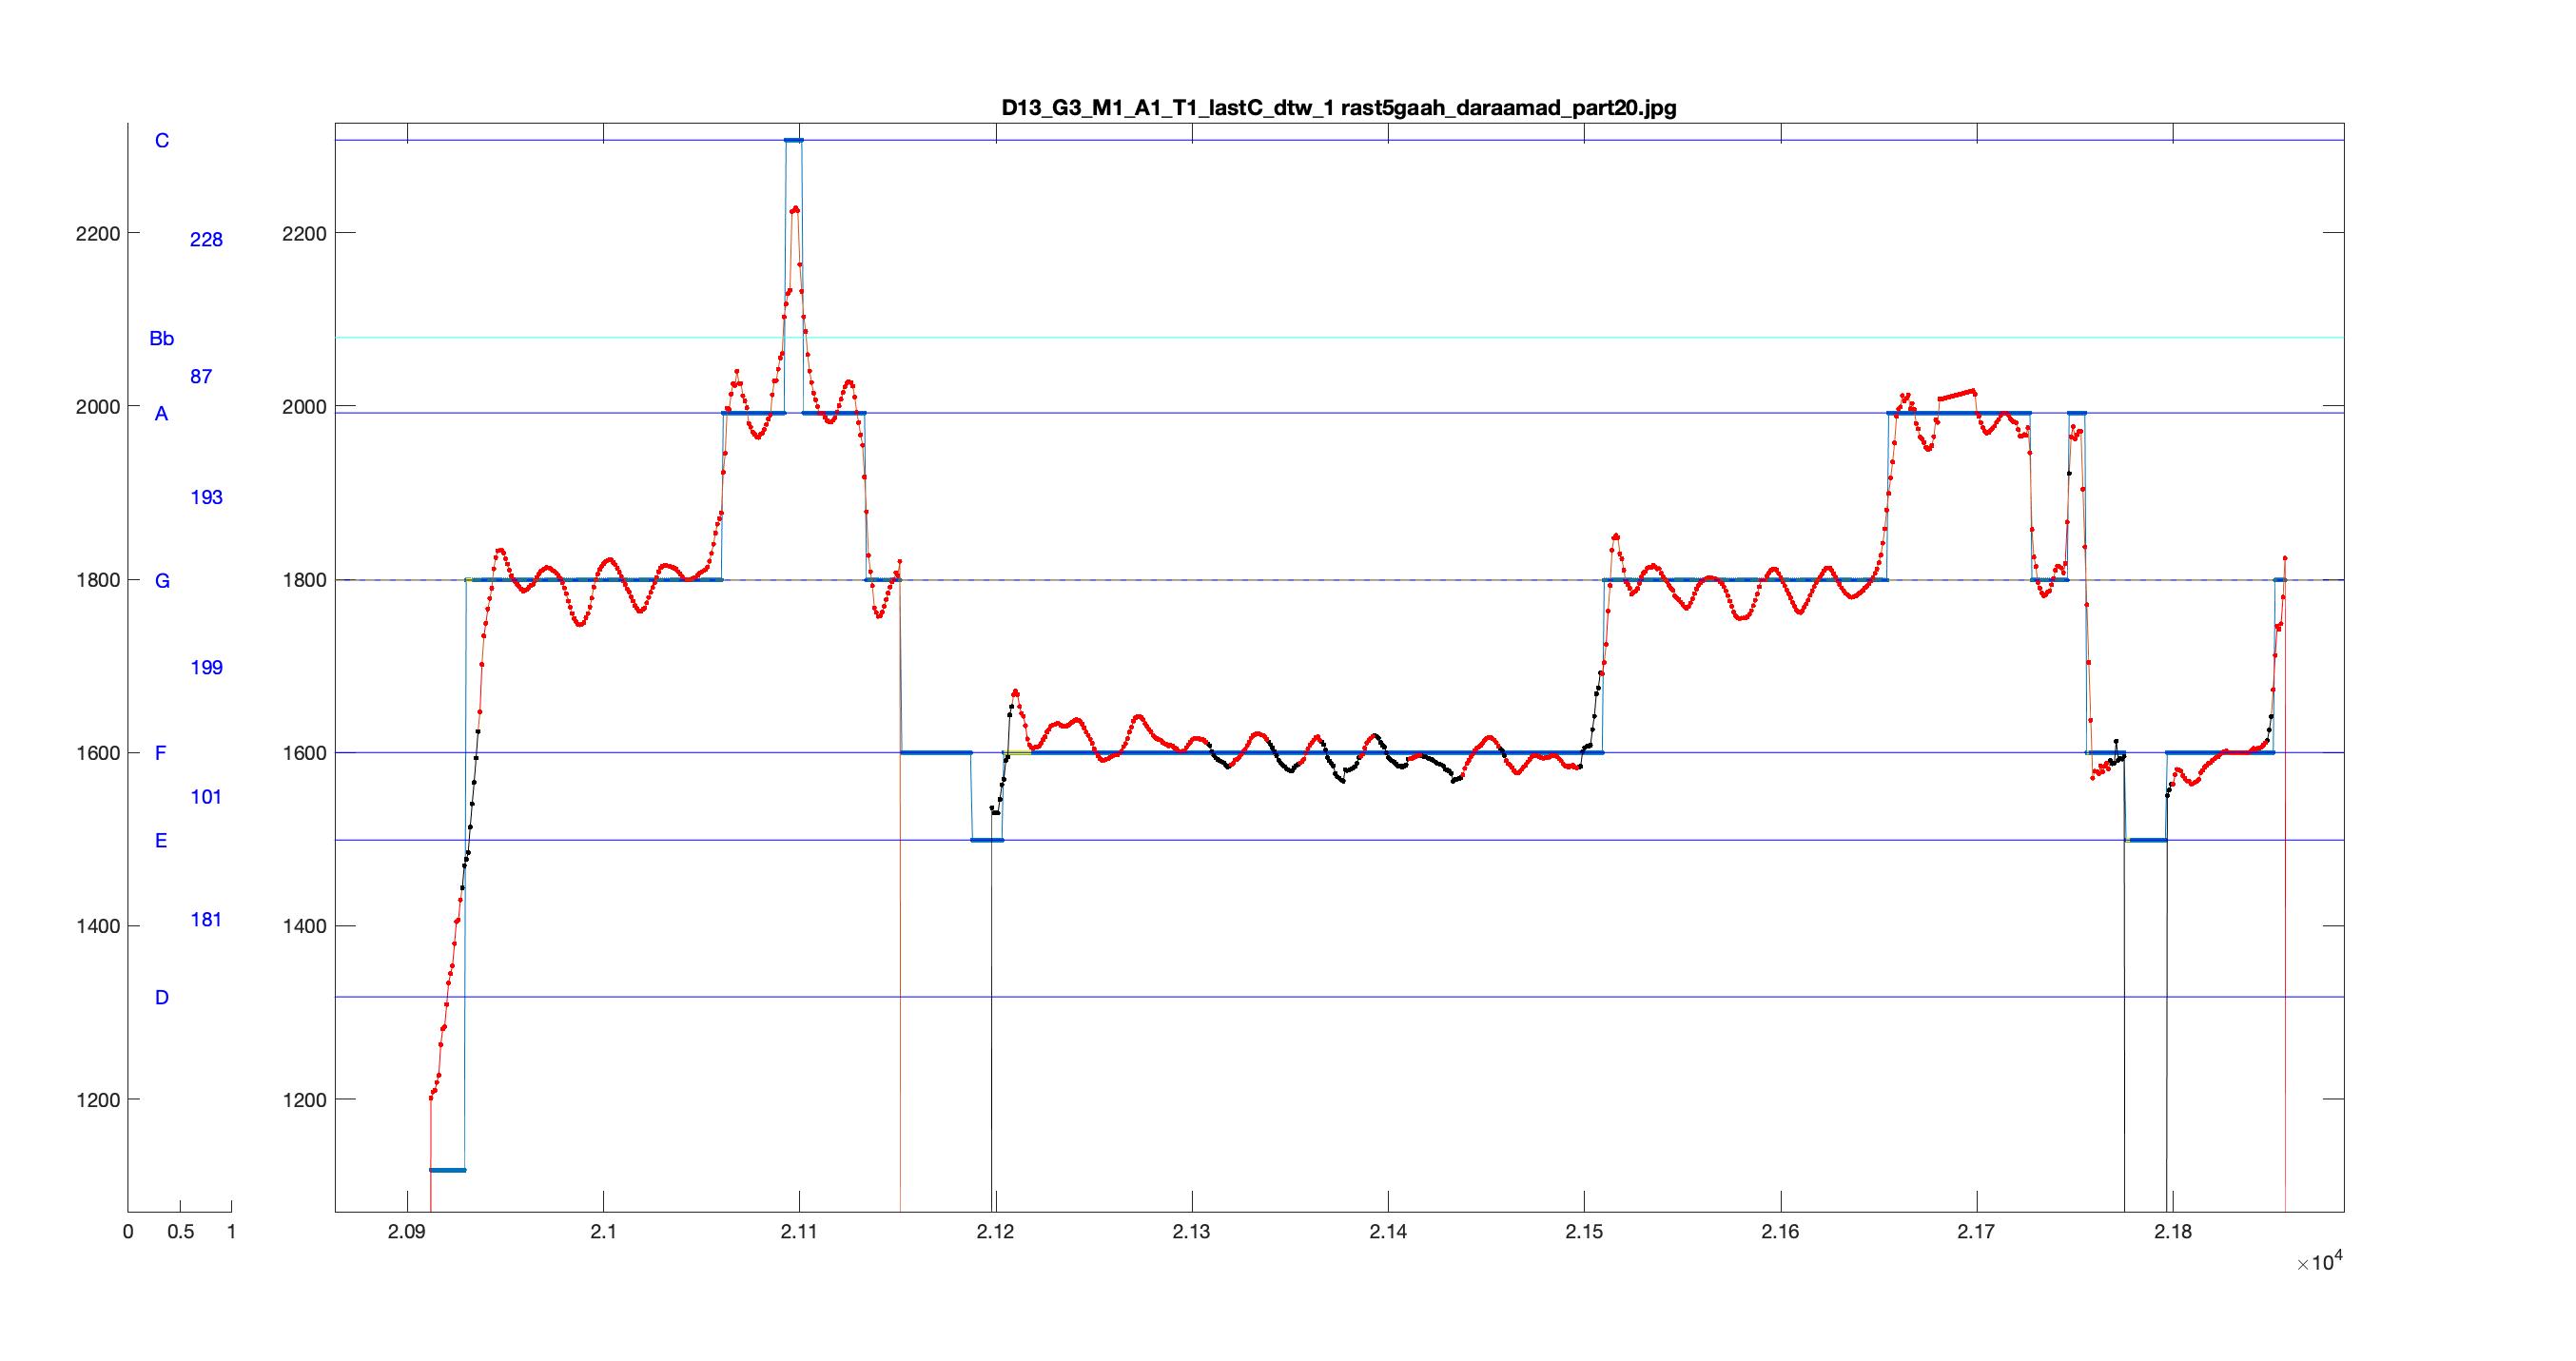 D13_G3_M1_A1_T1_lastC_dtw_1 rast5gaah_daraamad_part20.jpg
C
2200 228 2200
Bb
87
2000 A 2000
193
1800 G 1800
199
1600 F 1600
101
E
1400 181 1400
D
1200 1200
0 0.5 1 2.09 2.1 2.11 2.12 2.13 2.14 2.15 2.16 2.17 2.18
×10⁴